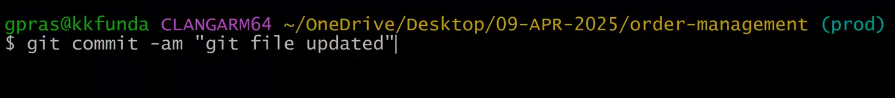 gpras@kkfunda CLANGARM64 ~/OneDrive/Desktop/09-APR-2025/order-management (prod)
$ git commit -am "git file updated"